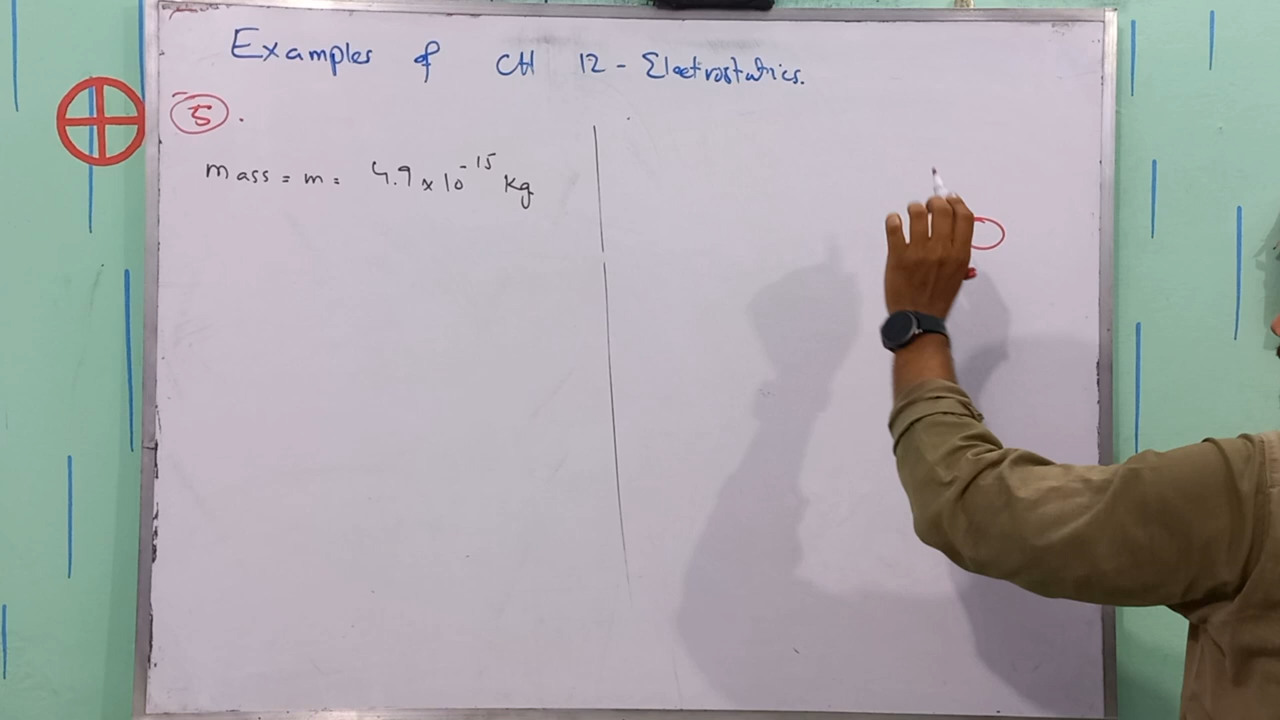 Examples of CH 12 - Electrostatics.
5.
mass = m = 4.9 x 10^-15 Kg